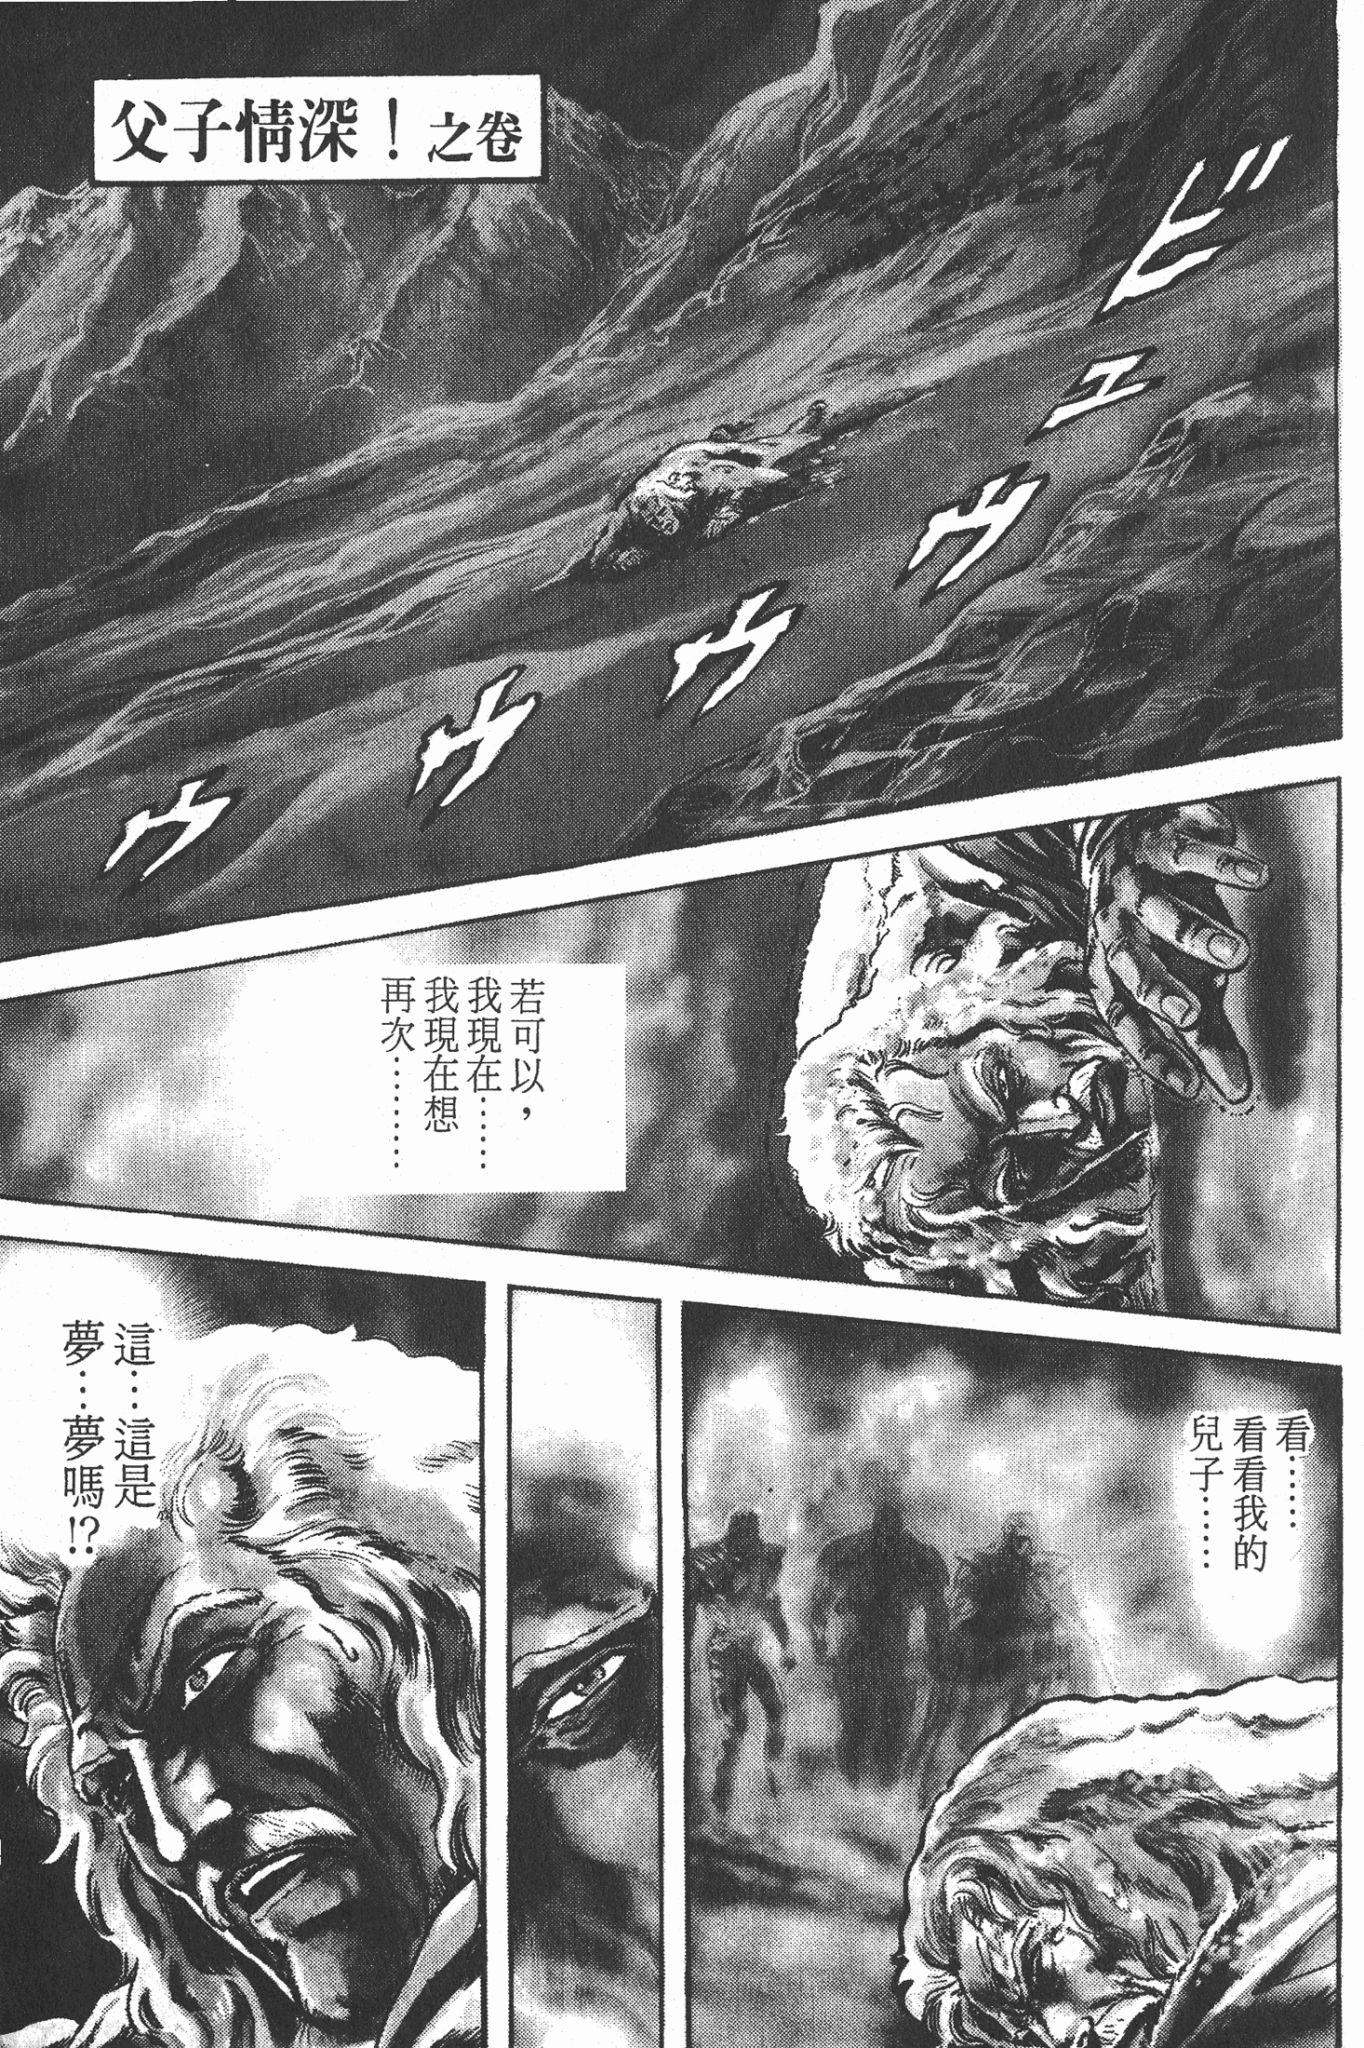 父子情深！之卷
ビュウウウウ
若可以，
我現在……
我現在想
再次………
看……
看看我的
兒子……
這…這是
夢…夢嗎!?